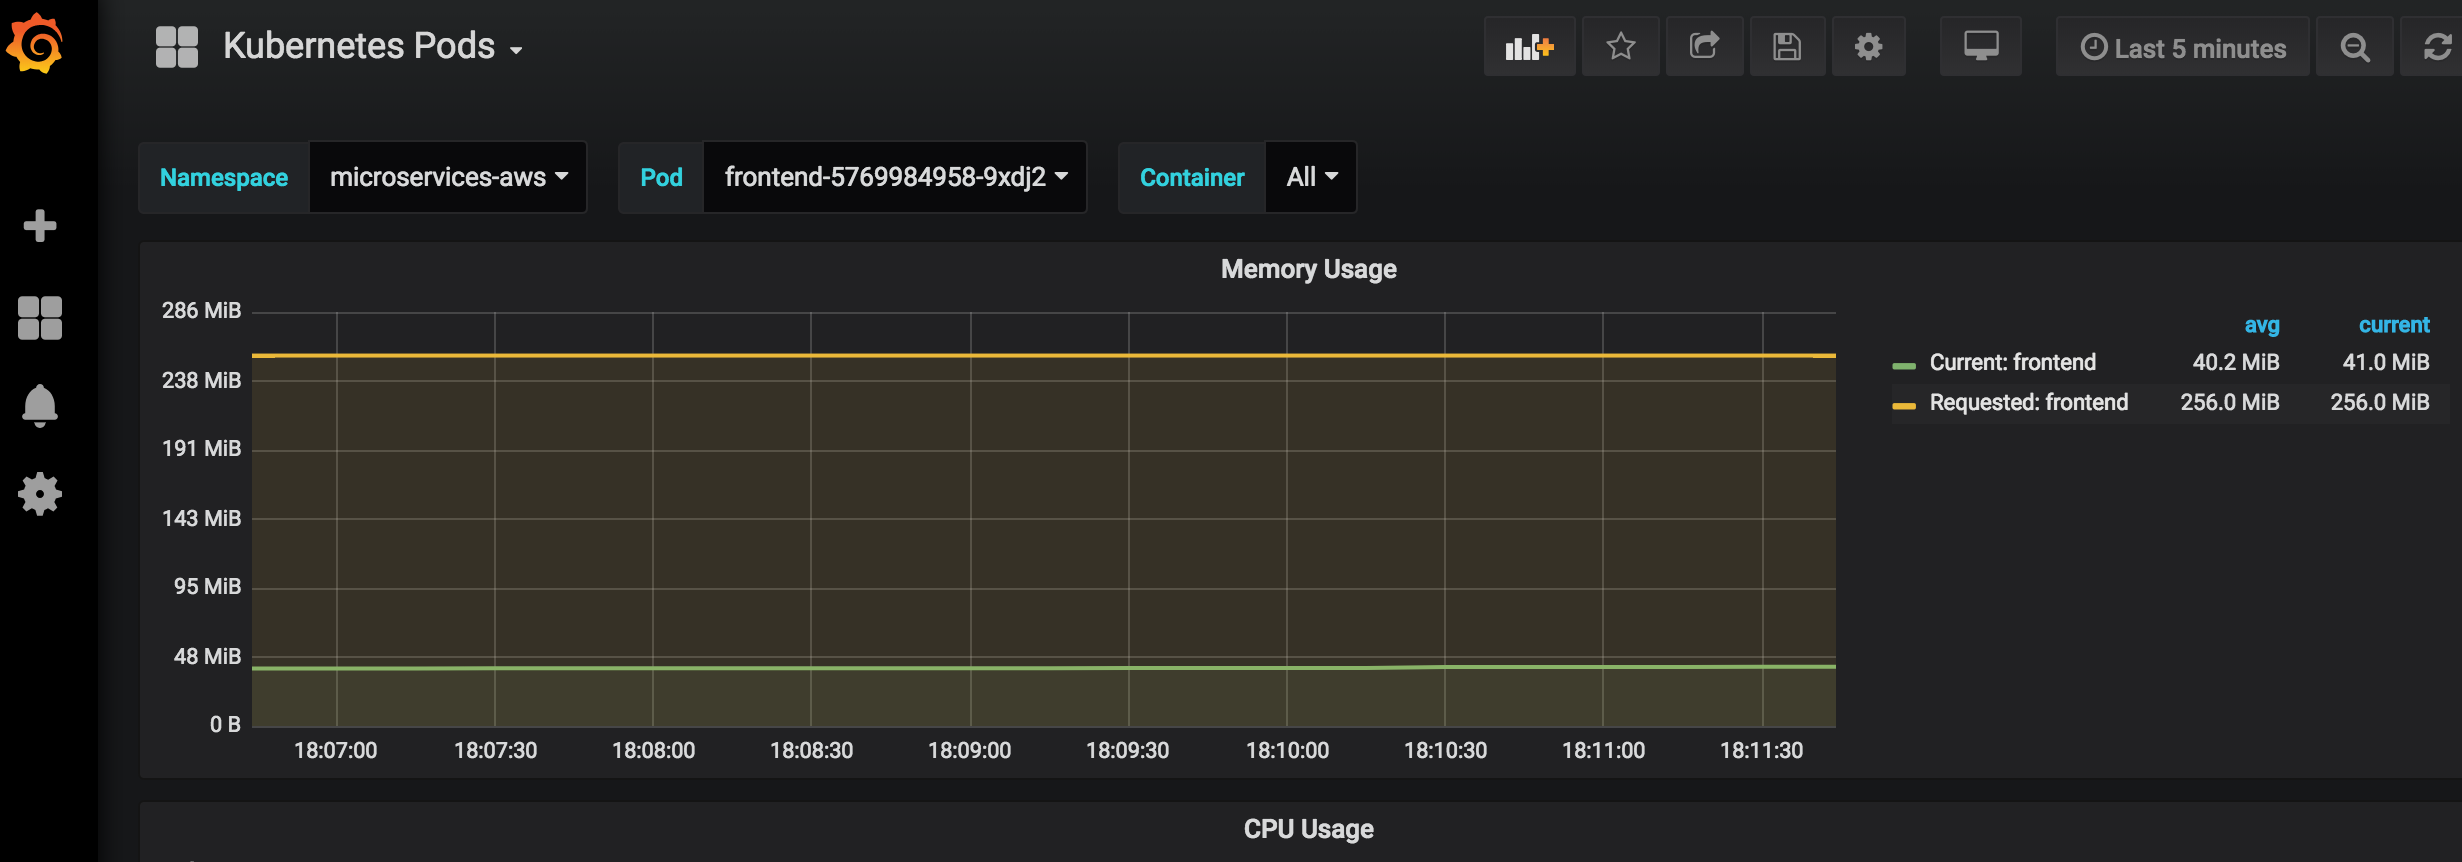 Kubernetes Pods
Last 5 minutes
Namespace microservices-aws Pod frontend-5769984958-9xdj2 Container All
Memory Usage
286 MiB
238 MiB
191 MiB
143 MiB
95 MiB
48 MiB
0 B
18:07:00 18:07:30 18:08:00 18:08:30 18:09:00 18:09:30 18:10:00 18:10:30 18:11:00 18:11:30
avg current
Current: frontend 40.2 MiB 41.0 MiB
Requested: frontend 256.0 MiB 256.0 MiB
CPU Usage